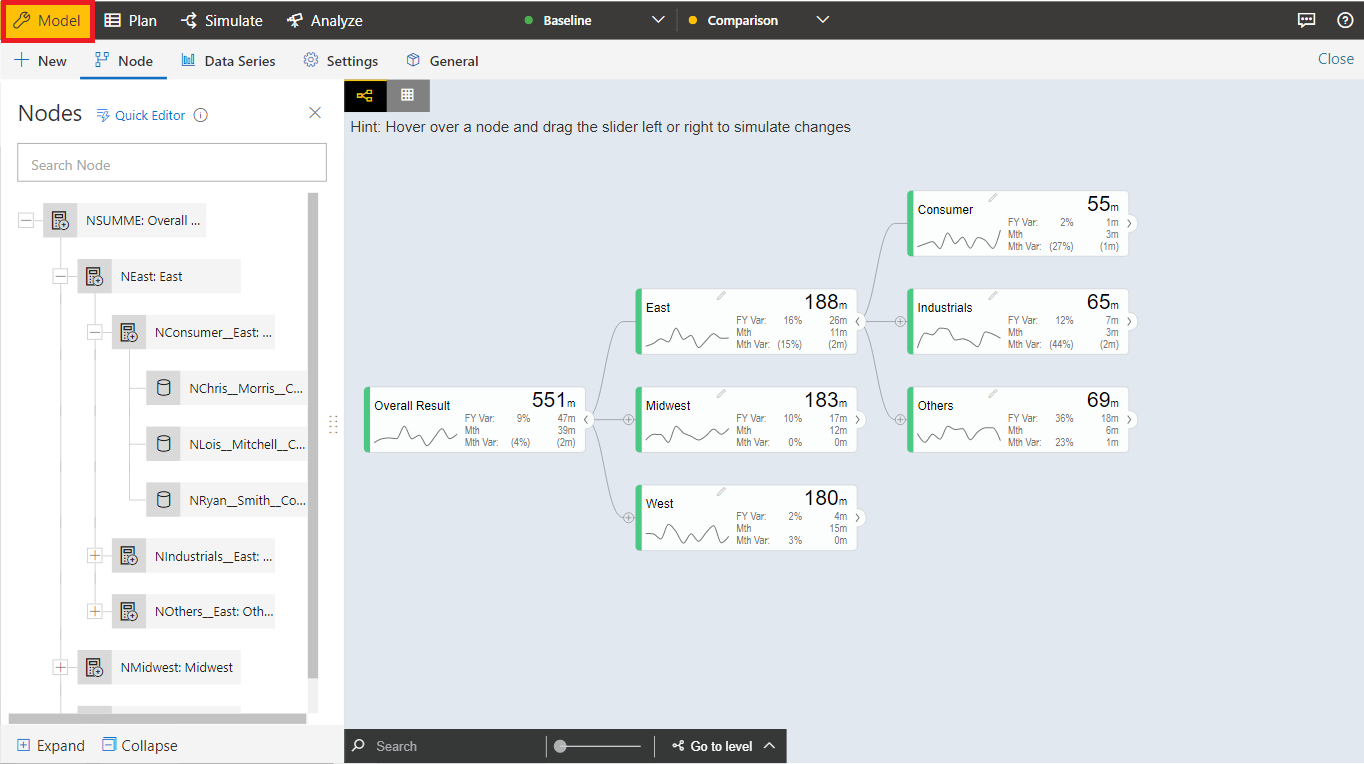 Model Plan Simulate Analyze Baseline Comparison
New Node Data Series Settings General Close
Nodes Quick Editor
Search Node
NSUMME: Overall ...
NEast: East
NConsumer_East: ...
NChris__Morris__C...
NLois__Mitchell__C...
NRyan__Smith__Co...
NIndustrials__East: ...
NOthers__East: Oth...
NMidwest: Midwest
Expand Collapse
Hint: Hover over a node and drag the slider left or right to simulate changes
Overall Result 551m
FY Var: 9% 47m
Mth 39m
Mth Var: (4%) (2m)
East 188m
FY Var: 16% 26m
Mth 11m
Mth Var: (15%) (2m)
Midwest 183m
FY Var: 10% 17m
Mth 12m
Mth Var: 0% 0m
West 180m
FY Var: 2% 4m
Mth 15m
Mth Var: 3% 0m
Consumer 55m
FY Var: 2% 1m
Mth 3m
Mth Var: (27%) (1m)
Industrials 65m
FY Var: 12% 7m
Mth 3m
Mth Var: (44%) (2m)
Others 69m
FY Var: 36% 18m
Mth 6m
Mth Var: 23% 1m
Search Go to level